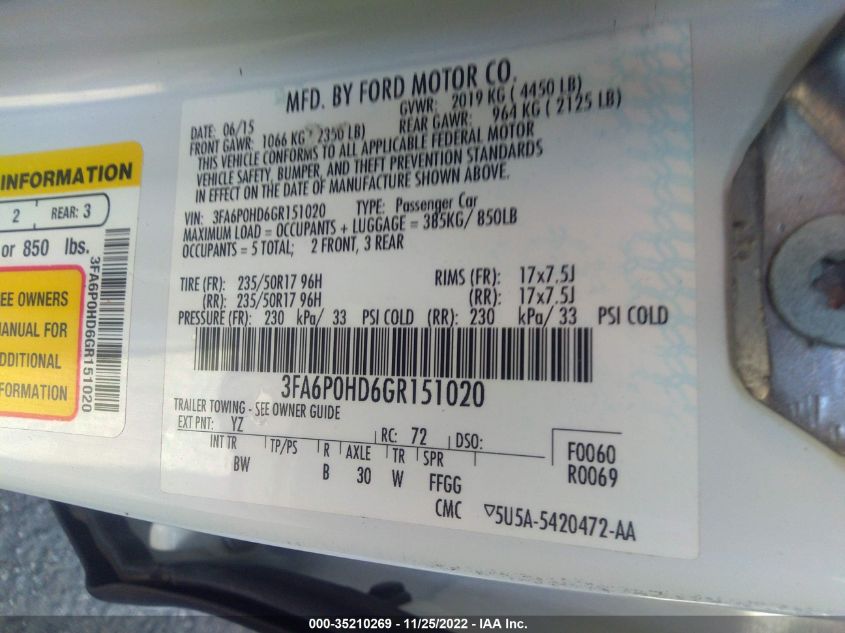 MFD. BY FORD MOTOR CO.
DATE: 06/15 GVWR: 2019 KG ( 4450 LB)
FRONT GAWR: 1066 KG 2350 LB) REAR GAWR: 964 KG ( 2125 LB)
THIS VEHICLE CONFORMS TO ALL APPLICABLE FEDERAL MOTOR
VEHICLE SAFETY, BUMPER, AND THEFT PREVENTION STANDARDS
IN EFFECT ON THE DATE OF MANUFACTURE SHOWN ABOVE.
VIN: 3FA6P0HD6GR151020 TYPE: Passenger Car
MAXIMUM LOAD = OCCUPANTS + LUGGAGE = 385KG/ 850LB
OCCUPANTS = 5 TOTAL; 2 FRONT, 3 REAR
TIRE (FR): 235/50R17 96H RIMS (FR): 17x7.5J
(RR): 235/50R17 96H (RR): 17x7.5J
PRESSURE (FR): 230 kPa/ 33 PSI COLD (RR): 230 kPa/ 33 PSI COLD
3FA6P0HD6GR151020
TRAILER TOWING - SEE OWNER GUIDE
EXT PNT: YZ RC: 72 DSO:
INT TR TP/PS R AXLE TR SPR F0060
BW B 30 W FFGG R0069
CMC 5U5A-5420472-AA
INFORMATION
2 REAR: 3
or 850 lbs.
3FA6P0HD6GR151020
EE OWNERS
MANUAL FOR
ADDITIONAL
FORMATION
000-35210269 - 11/25/2022 - IAA Inc.